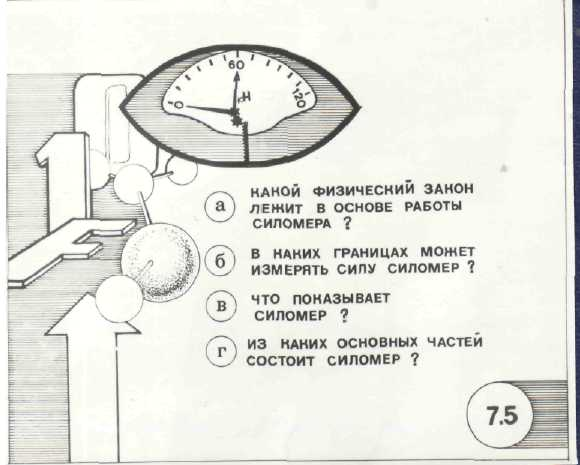 60
0
Н
120
а
КАКОЙ ФИЗИЧЕСКИЙ ЗАКОН
ЛЕЖИТ В ОСНОВЕ РАБОТЫ
СИЛОМЕРА ?
б
В КАКИХ ГРАНИЦАХ МОЖЕТ
ИЗМЕРЯТЬ СИЛУ СИЛОМЕР ?
в
ЧТО ПОКАЗЫВАЕТ
СИЛОМЕР ?
г
ИЗ КАКИХ ОСНОВНЫХ ЧАСТЕЙ
СОСТОИТ СИЛОМЕР ?
7.5